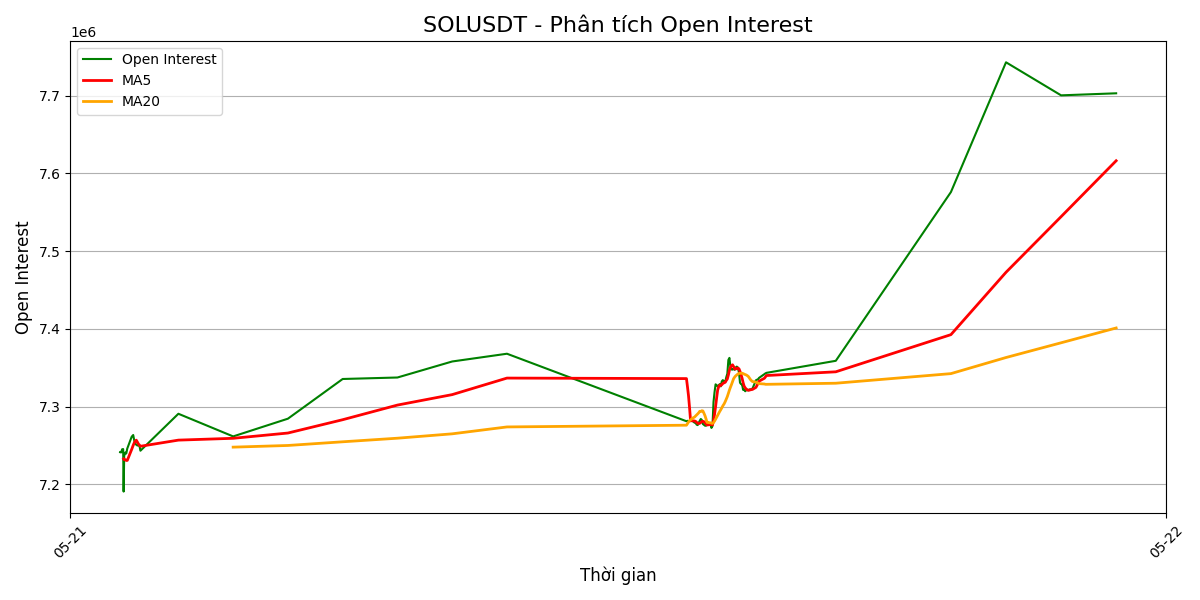 SOLUSDT - Phân tích Open Interest
1e6
Open Interest
MA5
MA20
7.7
7.6
7.5
7.4
7.3
7.2
Open Interest
05-21
05-22
Thời gian